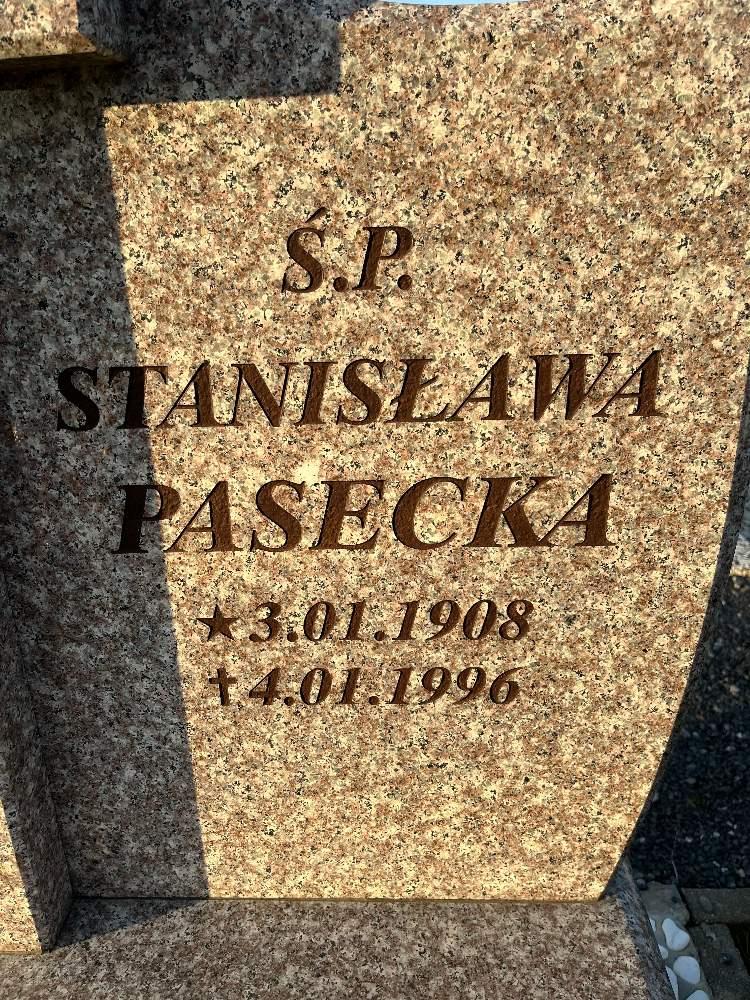 Ś.P.
STANISŁAWA
PASECKA
★3.01.1908
✝4.01.1996